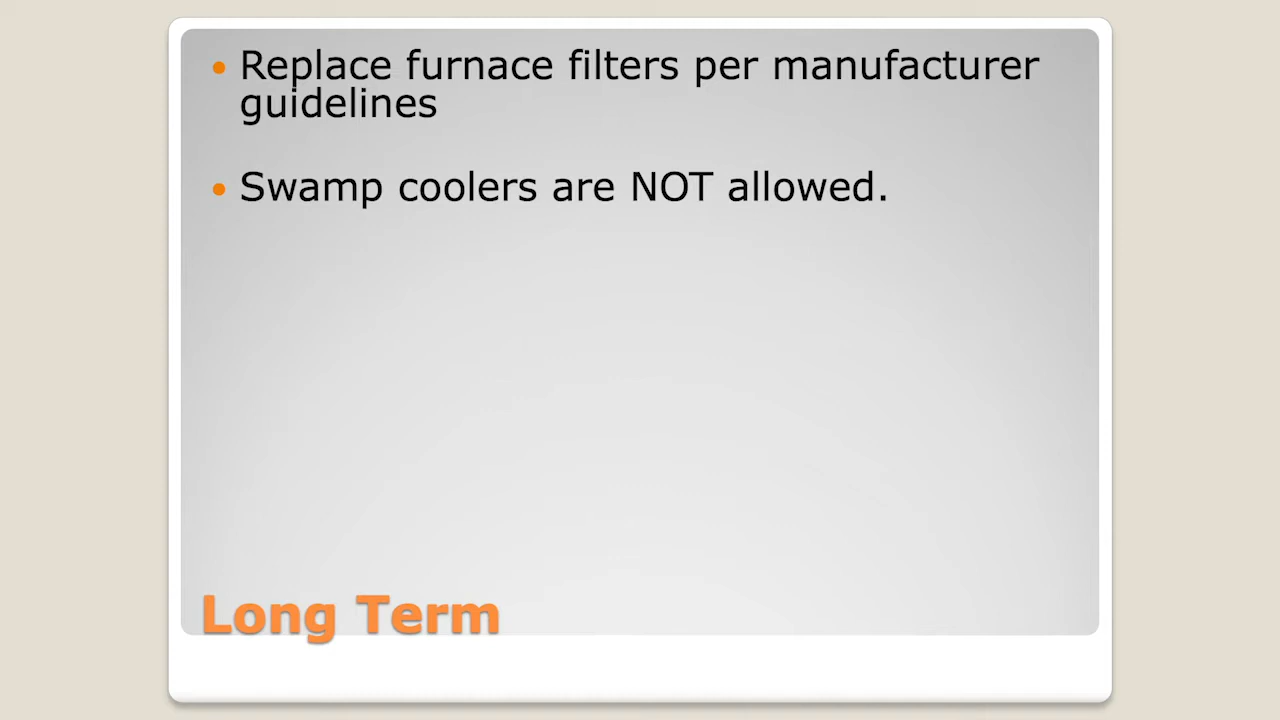 • Replace furnace filters per manufacturer
guidelines
• Swamp coolers are NOT allowed.
Long Term